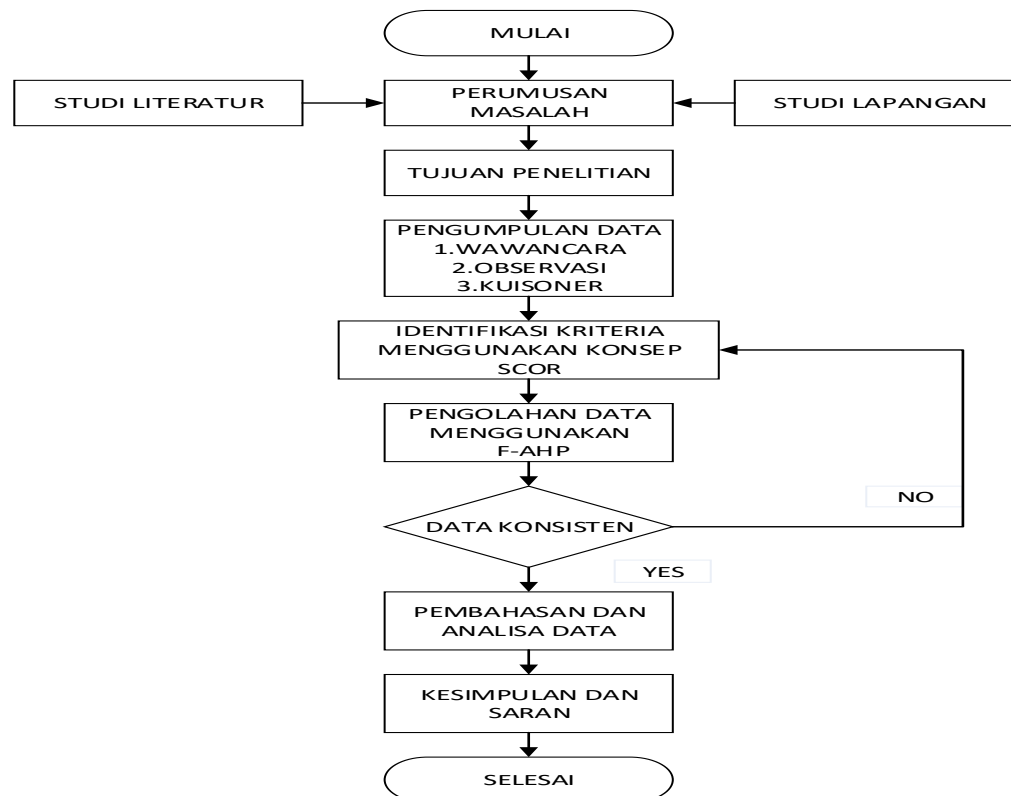 MULAI
STUDI LITERATUR
PERUMUSAN
MASALAH
STUDI LAPANGAN
TUJUAN PENELITIAN
PENGUMPULAN DATA
1.WAWANCARA
2.OBSERVASI
3.KUISONER
IDENTIFIKASI KRITERIA
MENGGUNAKAN KONSEP
SCOR
PENGOLAHAN DATA
MENGGUNAKAN
F-AHP
NO
DATA KONSISTEN
YES
PEMBAHASAN DAN
ANALISA DATA
KESIMPULAN DAN
SARAN
SELESAI